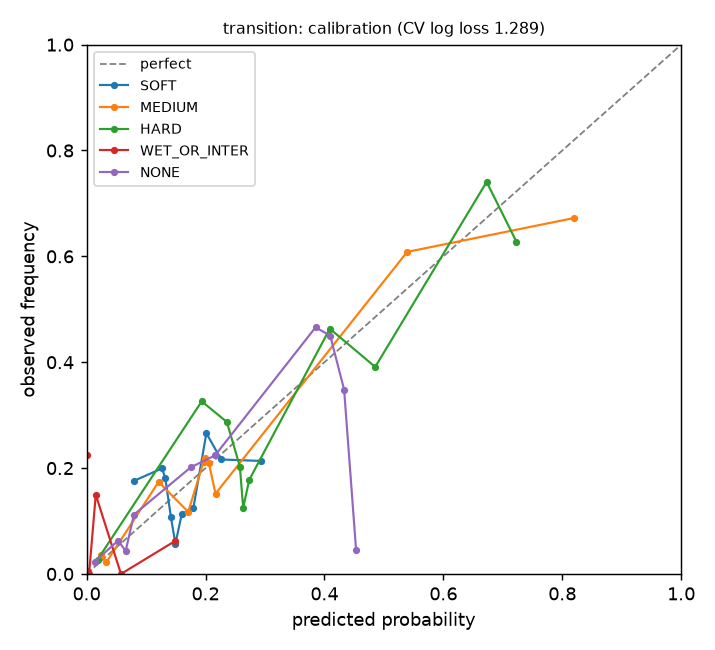 transition: calibration (CV log loss 1.289)
1.0
0.8
0.6
0.4
0.2
0.0
observed frequency
perfect
SOFT
MEDIUM
HARD
WET_OR_INTER
NONE
0.0 0.2 0.4 0.6 0.8 1.0
predicted probability